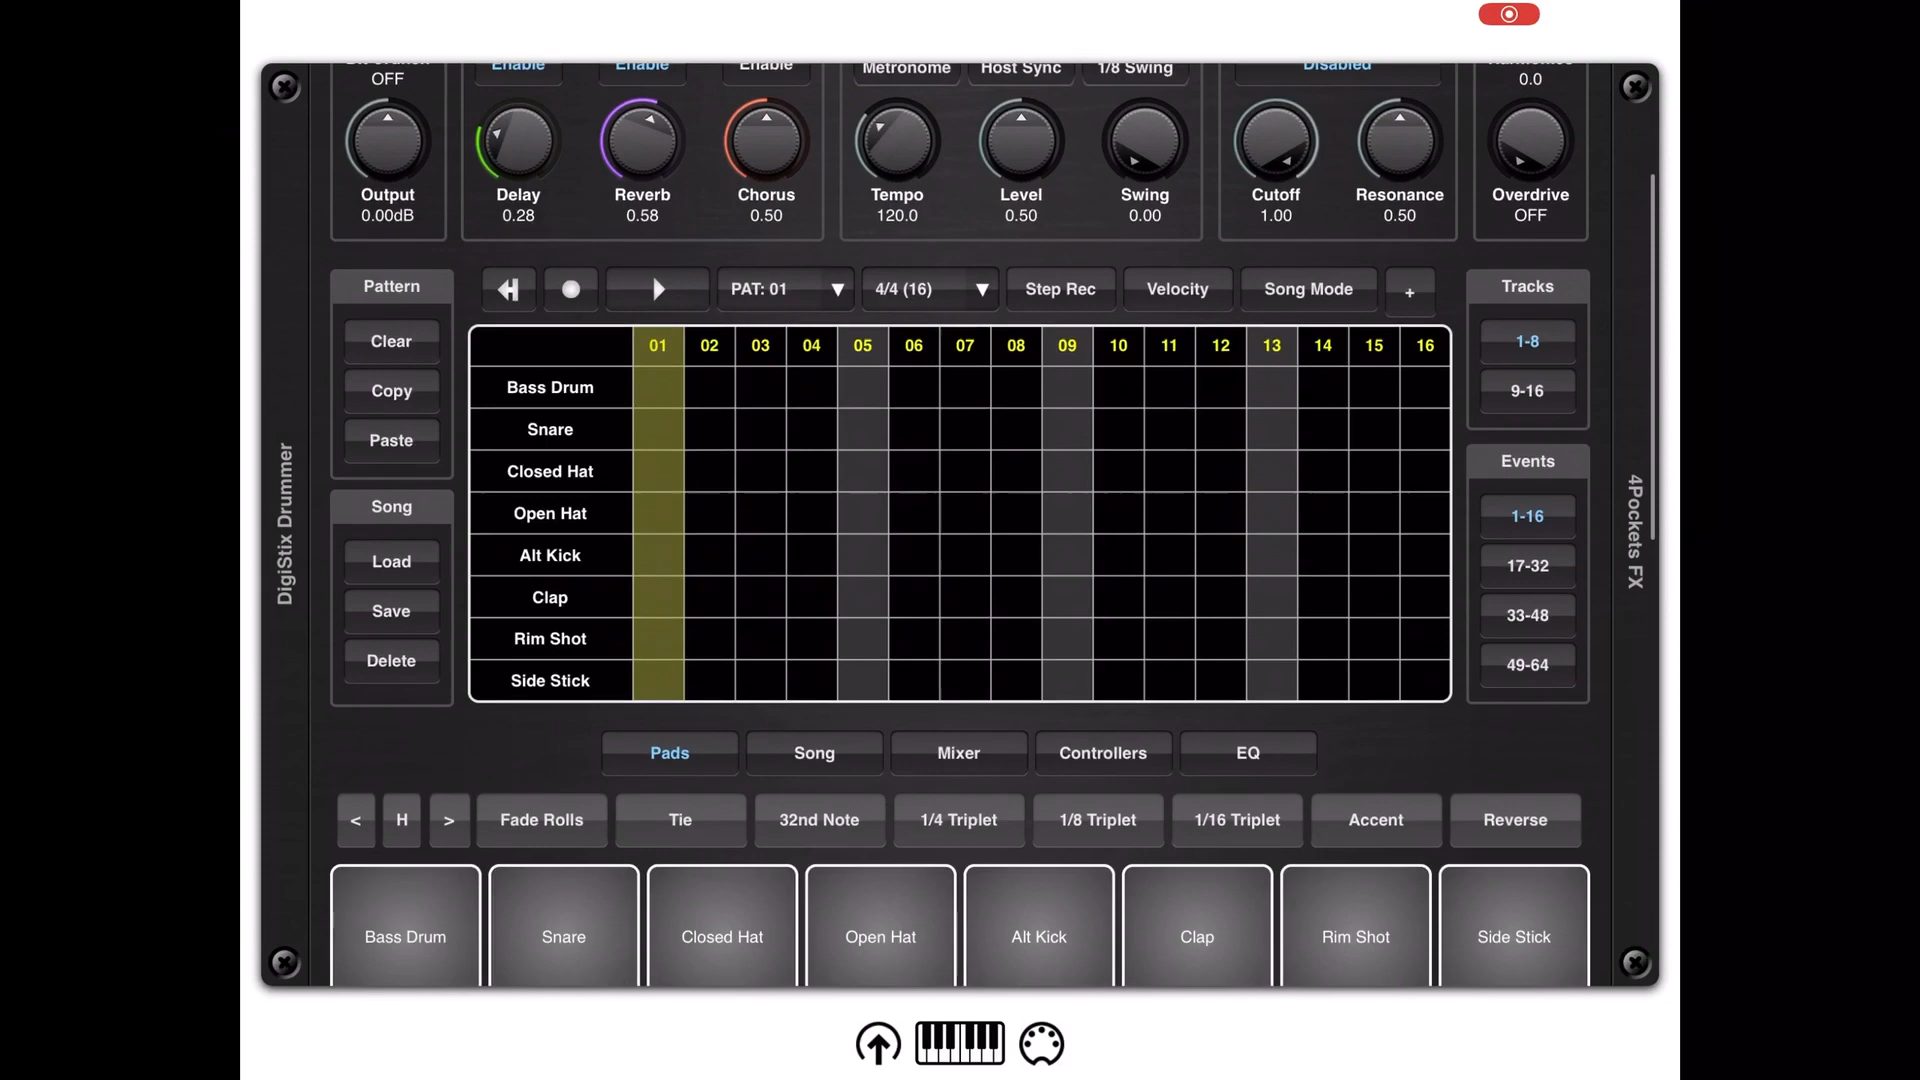 OFF
Enable
Enable
Enable
Metronome
Host Sync
1/8 Swing
Disabled
0.0
Output
Delay
Reverb
Chorus
Tempo
Level
Swing
Cutoff
Resonance
Overdrive
0.00dB
0.28
0.58
0.50
120.0
0.50
0.00
1.00
0.50
OFF
Pattern
Clear
Copy
Paste
Song
Load
Save
Delete
PAT: 01
4/4 (16)
Step Rec
Velocity
Song Mode
+
01 02 03 04 05 06 07 08 09 10 11 12 13 14 15 16
Bass Drum
Snare
Closed Hat
Open Hat
Alt Kick
Clap
Rim Shot
Side Stick
Tracks
1-8
9-16
Events
1-16
17-32
33-48
49-64
DigiStix Drummer
4Pockets FX
Pads
Song
Mixer
Controllers
EQ
<
H
>
Fade Rolls
Tie
32nd Note
1/4 Triplet
1/8 Triplet
1/16 Triplet
Accent
Reverse
Bass Drum
Snare
Closed Hat
Open Hat
Alt Kick
Clap
Rim Shot
Side Stick